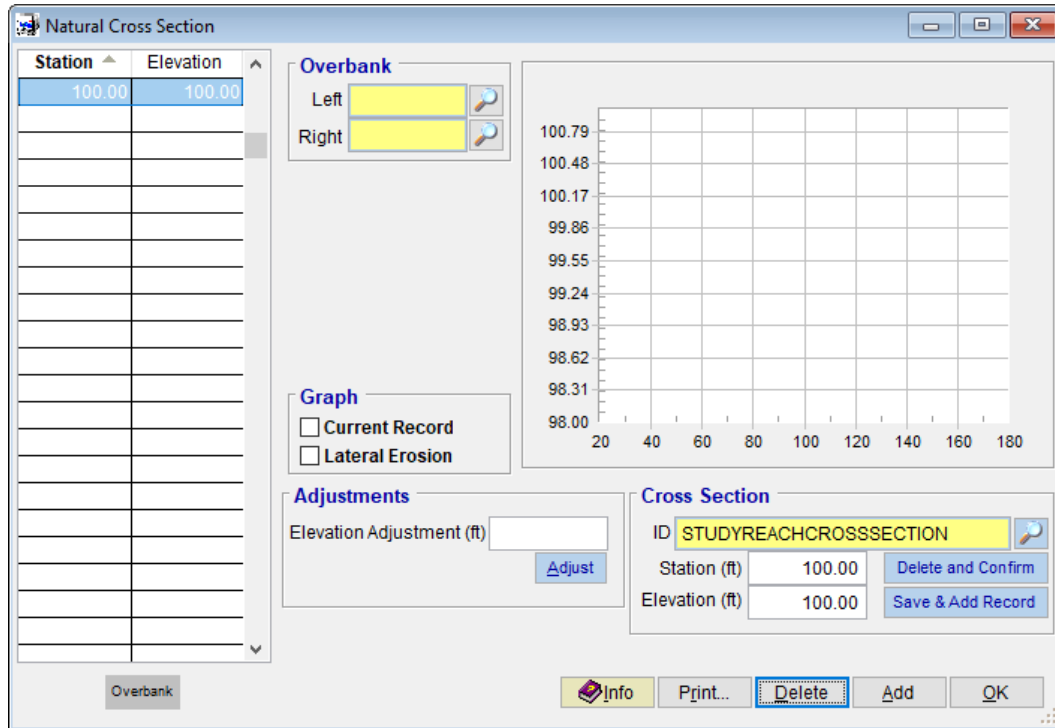 Natural Cross Section
Station Elevation
100.00 100.00
Overbank
Left
Right
100.79
100.48
100.17
99.86
99.55
99.24
98.93
98.62
98.31
98.00
20 40 60 80 100 120 140 160 180
Graph
Current Record
Lateral Erosion
Adjustments
Elevation Adjustment (ft)
Adjust
Cross Section
ID STUDYREACHCROSSSECTION
Station (ft) 100.00 Delete and Confirm
Elevation (ft) 100.00 Save & Add Record
Overbank
Info Print... Delete Add OK